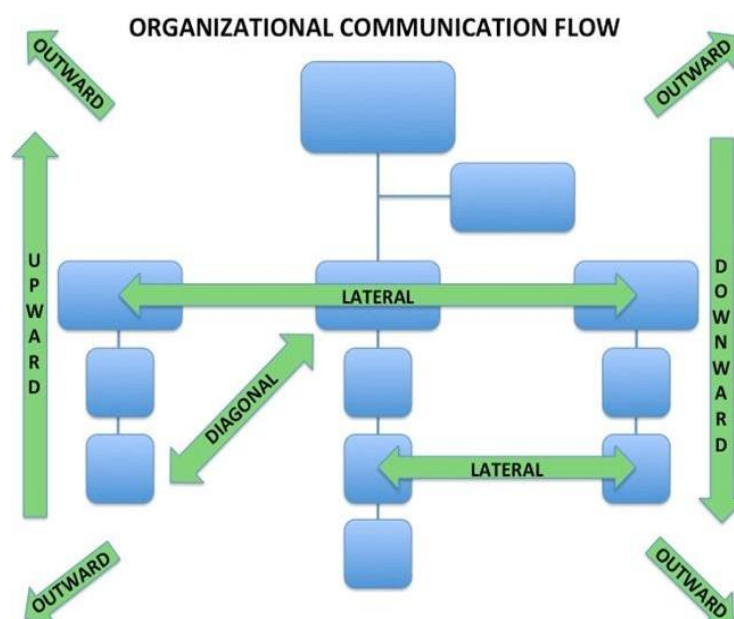 ORGANIZATIONAL COMMUNICATION FLOW
OUTWARD
OUTWARD
UPWARD
LATERAL
DOWNWARD
DIAGONAL
LATERAL
OUTWARD
OUTWARD